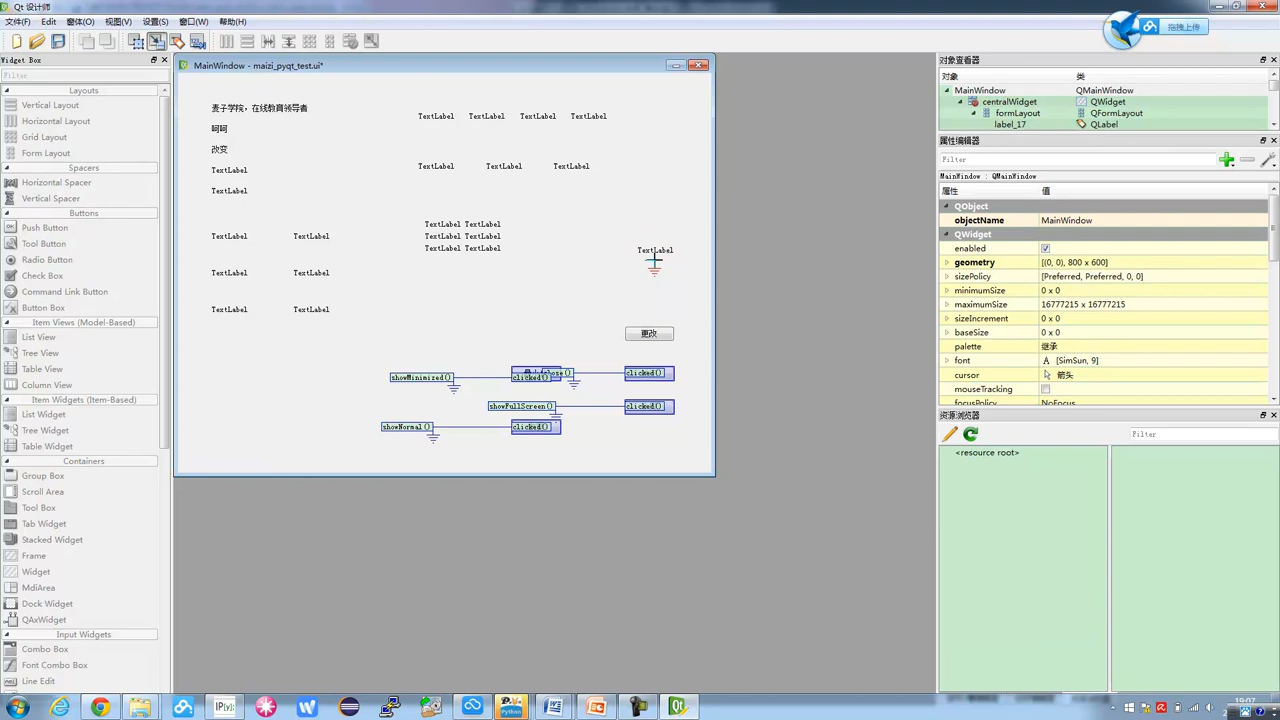 Qt 设计师
文件(F) Edit 窗体(O) 视图(V) 设置(S) 窗口(W) 帮助(H)
拖拽上传
Widget Box
Filter
Layouts
Vertical Layout
Horizontal Layout
Grid Layout
Form Layout
Spacers
Horizontal Spacer
Vertical Spacer
Buttons
Push Button
Tool Button
Radio Button
Check Box
Command Link Button
Button Box
Item Views (Model-Based)
List View
Tree View
Table View
Column View
Item Widgets (Item-Based)
List Widget
Tree Widget
Table Widget
Containers
Group Box
Scroll Area
Tool Box
Tab Widget
Stacked Widget
Frame
Widget
MdiArea
Dock Widget
QAxWidget
Input Widgets
Combo Box
Font Combo Box
Line Edit
MainWindow - maizi_pyqt_test.ui*
麦子学院，在线教育领导者
呵呵
改变
TextLabel
TextLabel
TextLabel TextLabel TextLabel TextLabel
TextLabel TextLabel TextLabel
TextLabel TextLabel
TextLabel TextLabel
TextLabel TextLabel
TextLabel TextLabel
TextLabel TextLabel
TextLabel TextLabel
TextLabel
更改
showMinimized() clicked() clicked()
showFullScreen() clicked()
showNormal() clicked()
对象查看器
对象 类
MainWindow QMainWindow
centralWidget QWidget
formLayout QFormLayout
label_17 QLabel
属性编辑器
Filter
MainWindow : QMainWindow
属性 值
QObject
objectName MainWindow
QWidget
enabled
geometry [(0, 0), 800 x 600]
sizePolicy [Preferred, Preferred, 0, 0]
minimumSize 0 x 0
maximumSize 16777215 x 16777215
sizeIncrement 0 x 0
baseSize 0 x 0
palette 继承
font A [SimSun, 9]
cursor 箭头
mouseTracking
focusPolicy NoFocus
资源浏览器
Filter
<resource root>
IP[y]:
Python
19:07